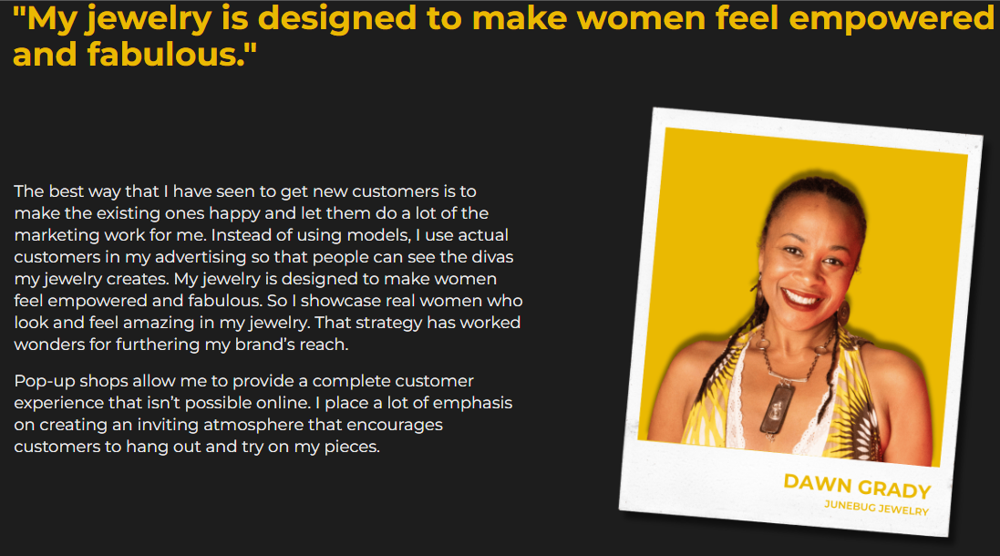 "My jewelry is designed to make women feel empowered
and fabulous."
The best way that I have seen to get new customers is to
make the existing ones happy and let them do a lot of the
marketing work for me. Instead of using models, I use actual
customers in my advertising so that people can see the divas
my jewelry creates. My jewelry is designed to make women
feel empowered and fabulous. So I showcase real women who
look and feel amazing in my jewelry. That strategy has worked
wonders for furthering my brand’s reach.
Pop-up shops allow me to provide a complete customer
experience that isn’t possible online. I place a lot of emphasis
on creating an inviting atmosphere that encourages
customers to hang out and try on my pieces.
DAWN GRADY
JUNEBUG JEWELRY